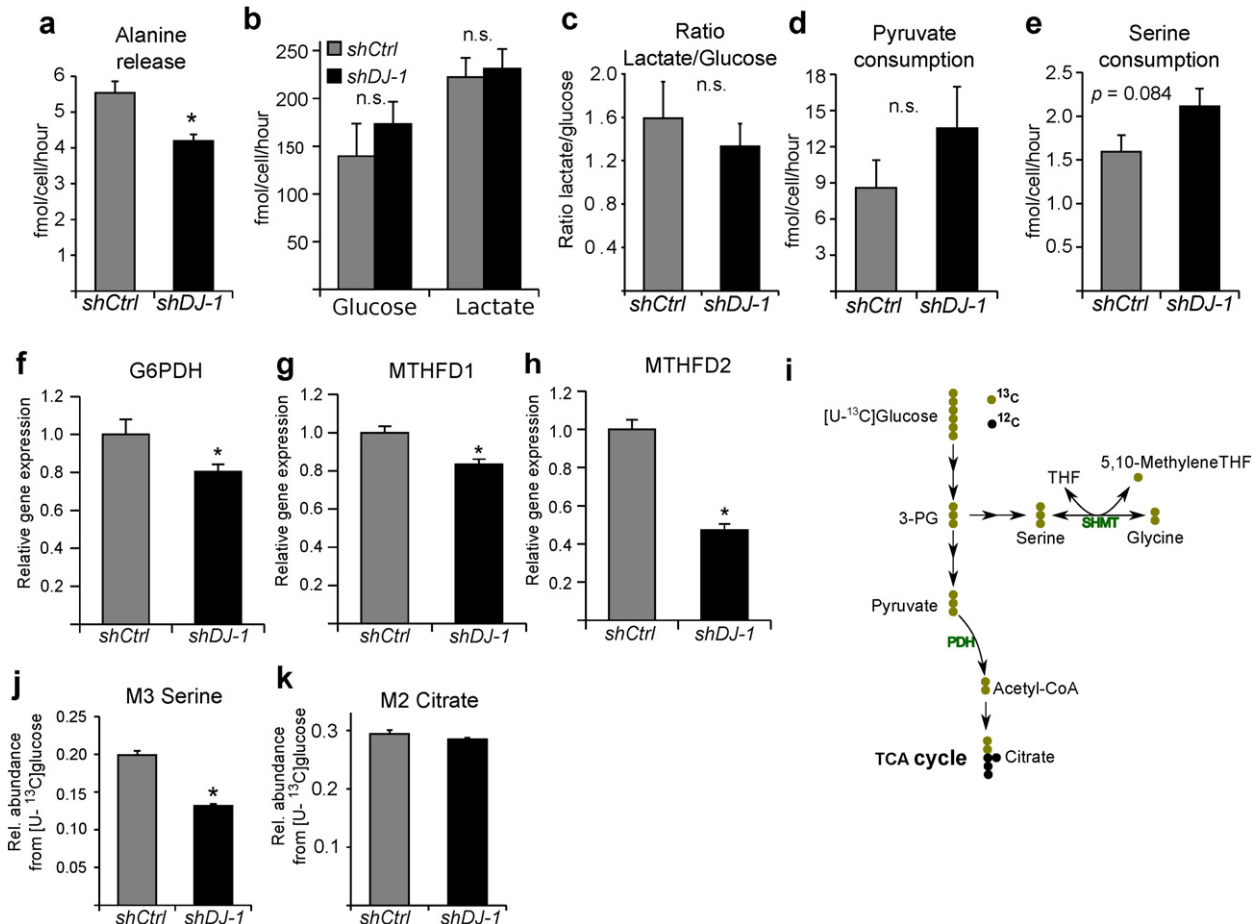 a
Alanine
release
fmol/cell/hour
6
5
4
3
2
1
*
shCtrl shDJ-1
b
fmol/cell/hour
250
200
150
100
50
shCtrl
shDJ-1
n.s.
n.s.
Glucose Lactate
c
Ratio
Lactate/Glucose
Ratio lactate/glucose
2.0
1.6
1.2
0.8
0.4
n.s.
shCtrl shDJ-1
d
Pyruvate
consumption
fmol/cell/hour
18
15
12
9
6
3
n.s.
shCtrl shDJ-1
e
Serine
consumption
fmol/cell/hour
2.5
2.0
1.5
1.0
0.5
p = 0.084
shCtrl shDJ-1
f
G6PDH
Relative gene expression
1.2
1.0
0.8
0.6
0.4
0.2
*
shCtrl shDJ-1
g
MTHFD1
Relative gene expression
1.2
1.0
0.8
0.6
0.4
0.2
*
shCtrl shDJ-1
h
MTHFD2
Relative gene expression
1.2
1.0
0.8
0.6
0.4
0.2
*
shCtrl shDJ-1
i
[U-¹³C]Glucose
¹³C
¹²C
5,10-MethyleneTHF
THF
3-PG
SHMT
Serine
Glycine
Pyruvate
PDH
Acetyl-CoA
TCA cycle
Citrate
j
M3 Serine
Rel. abundance
from [U- ¹³C]glucose
0.25
0.20
0.15
0.10
0.05
*
shCtrl shDJ-1
k
M2 Citrate
Rel. abundance
from [U- ¹³C]glucose
0.3
0.2
0.1
shCtrl shDJ-1